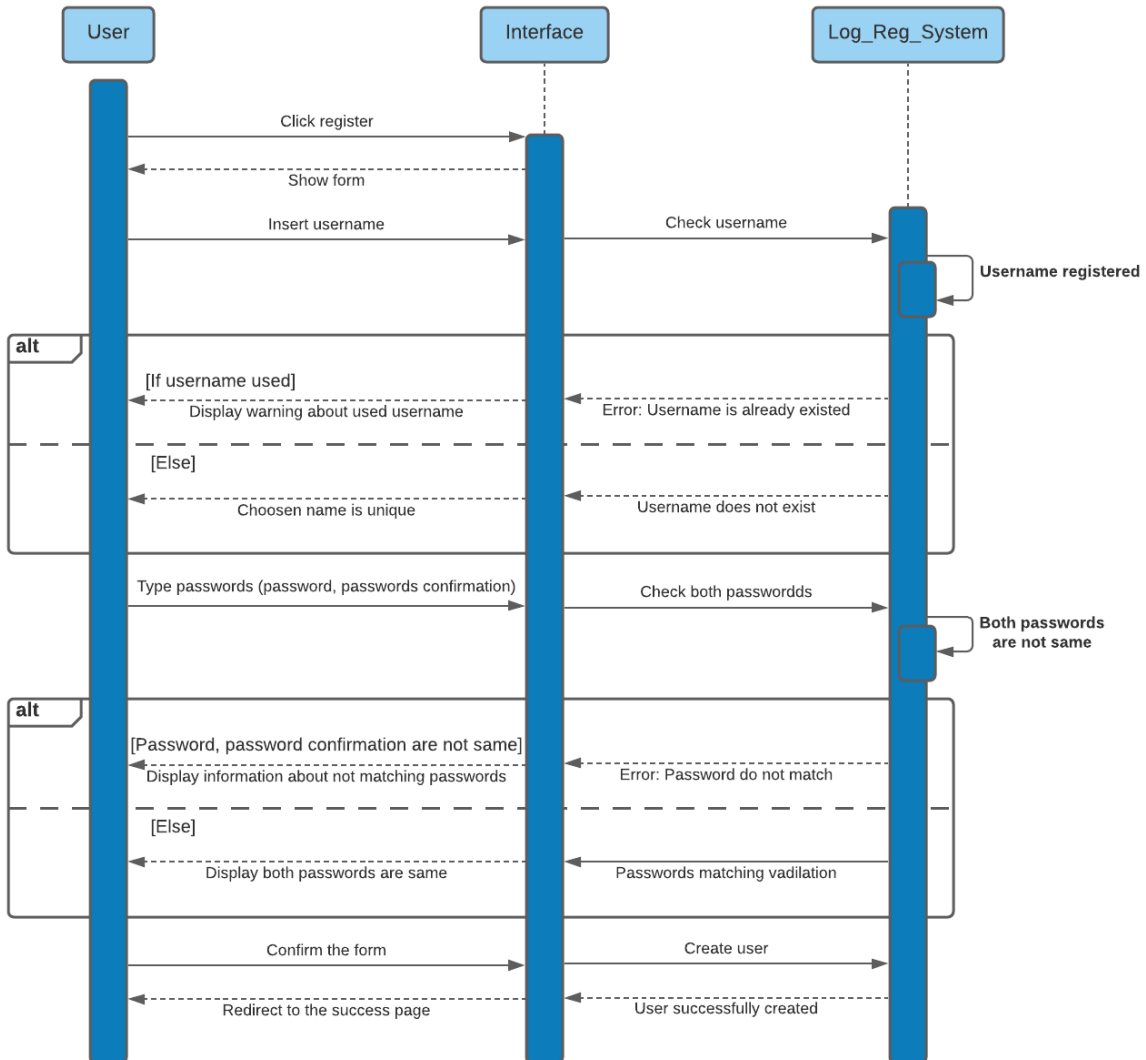 User
Interface
Log_Reg_System
Click register
Show form
Insert username
Check username
Username registered
alt
[If username used]
Display warning about used username
Error: Username is already existed
[Else]
Choosen name is unique
Username does not exist
Type passwords (password, passwords confirmation)
Check both passwordds
Both passwords
are not same
alt
[Password, password confirmation are not same]
Display information about not matching passwords
Error: Password do not match
[Else]
Display both passwords are same
Passwords matching vadilation
Confirm the form
Create user
Redirect to the success page
User successfully created